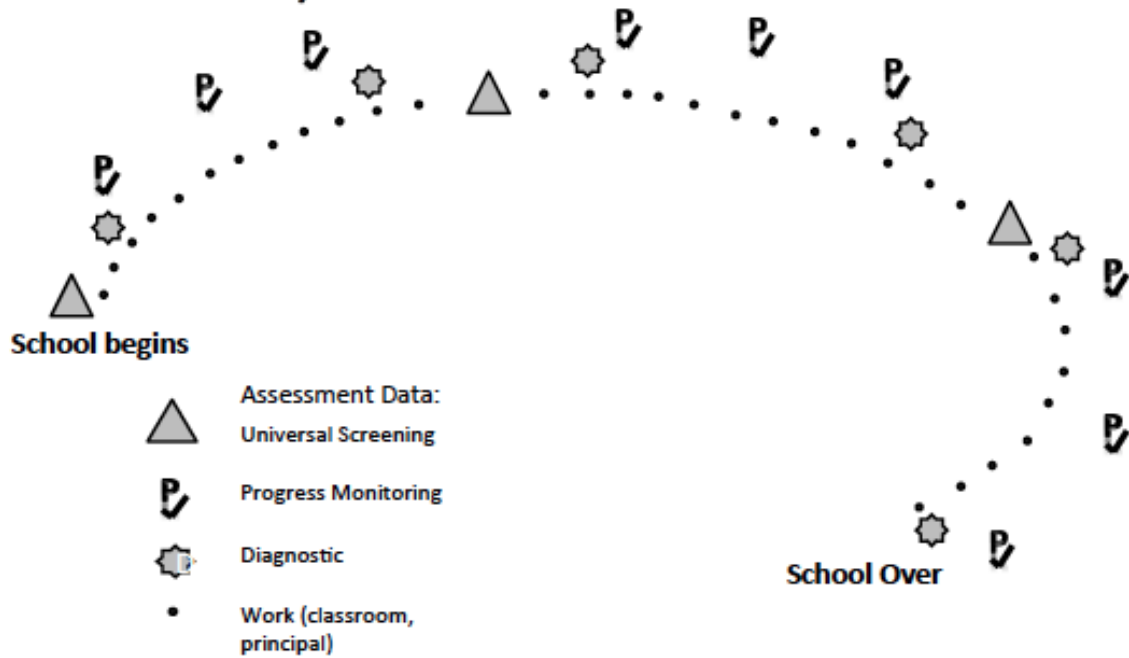 P
P
P
P
P
P
P
P
P
P
School begins
Assessment Data:
Universal Screening
P
Progress Monitoring
Diagnostic
School Over
Work (classroom,
principal)